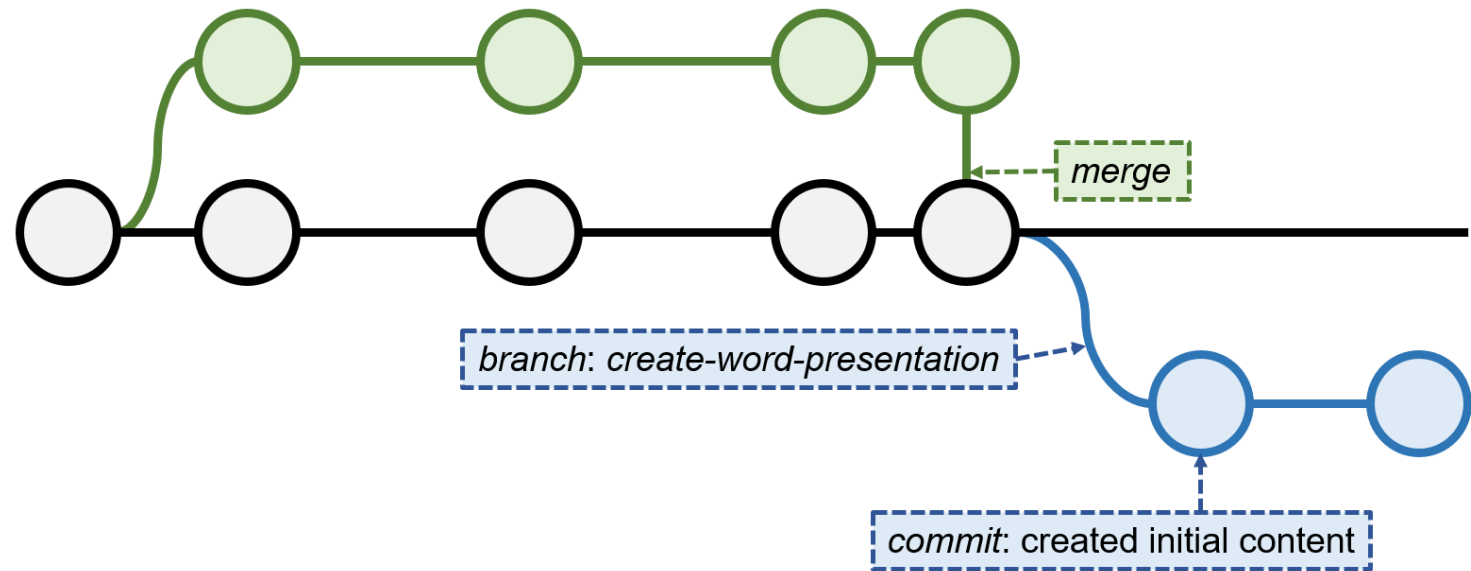 merge
branch: create-word-presentation
commit: created initial content